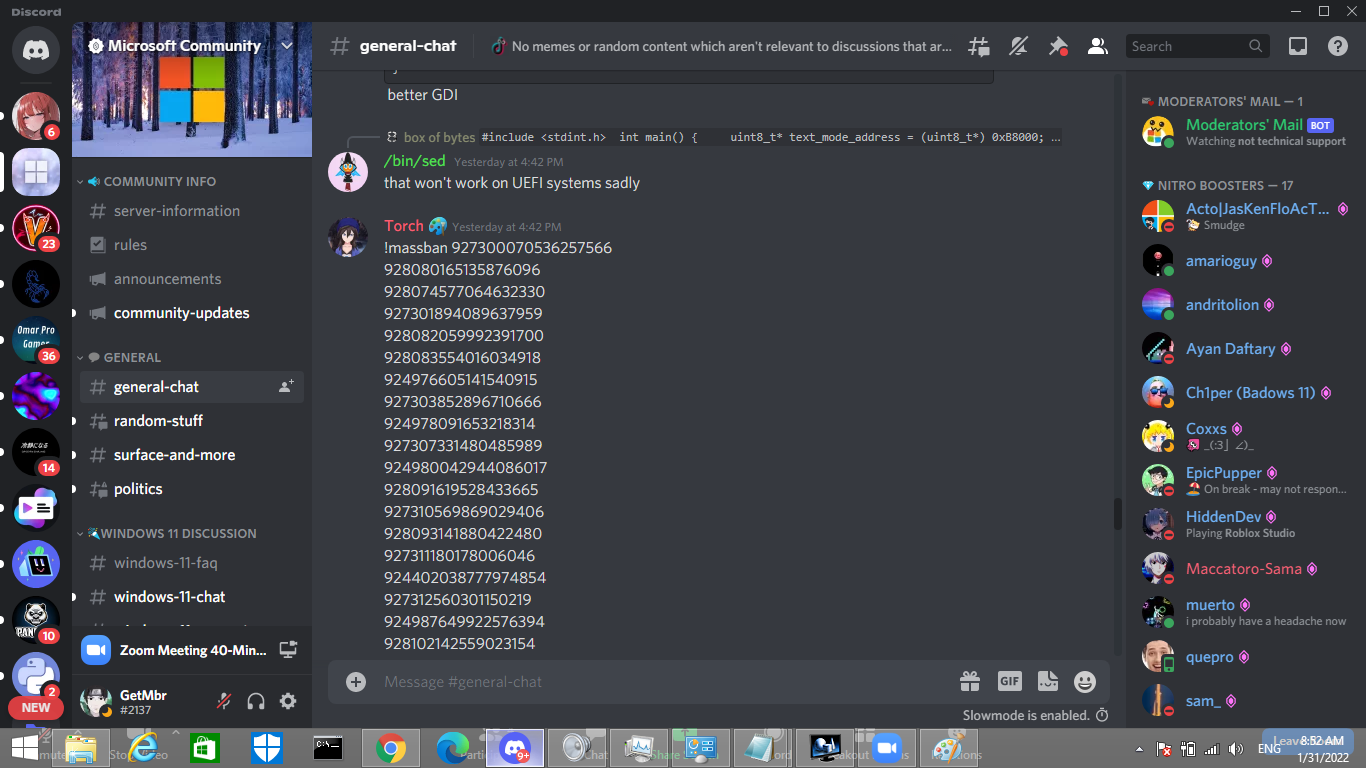 Discord
Microsoft Community
general-chat
No memes or random content which aren't relevant to discussions that ar...
Search
6
23
Omar Pro
Gamer
36
14
10
2
NEW
COMMUNITY INFO
server-information
rules
announcements
community-updates
GENERAL
general-chat
random-stuff
surface-and-more
politics
WINDOWS 11 DISCUSSION
windows-11-faq
windows-11-chat
Zoom Meeting 40-Min...
GetMbr
#2137
better GDI
box of bytes #include <stdint.h> int main() { uint8_t* text_mode_address = (uint8_t*) 0xB8000; ...
/bin/sed Yesterday at 4:42 PM
that won't work on UEFI systems sadly
Torch Yesterday at 4:42 PM
!massban 927300070536257566
928080165135876096
928074577064632330
927301894089637959
928082059992391700
928083554016034918
924976605141540915
927303852896710666
924978091653218314
927307331480485989
924980042944086017
928091619528433665
927310569869029406
928093141880422480
927311180178006046
924402038777974854
927312560301150219
924987649922576394
928102142559023154
Message #general-chat
GIF
Slowmode is enabled.
MODERATORS' MAIL — 1
Moderators' Mail BOT
Watching not technical support
NITRO BOOSTERS — 17
Acto|JasKenFloAcT...
Smudge
amarioguy
andritolion
Ayan Daftary
Ch1per (Badows 11)
Coxxs
_(:3」∠)_
EpicPupper
On break - may not respon...
HiddenDev
Playing Roblox Studio
Maccatoro-Sama
muerto
i probably have a headache now
quepro
sam_
9+
Chat
ENG
8:52 AM
1/31/2022